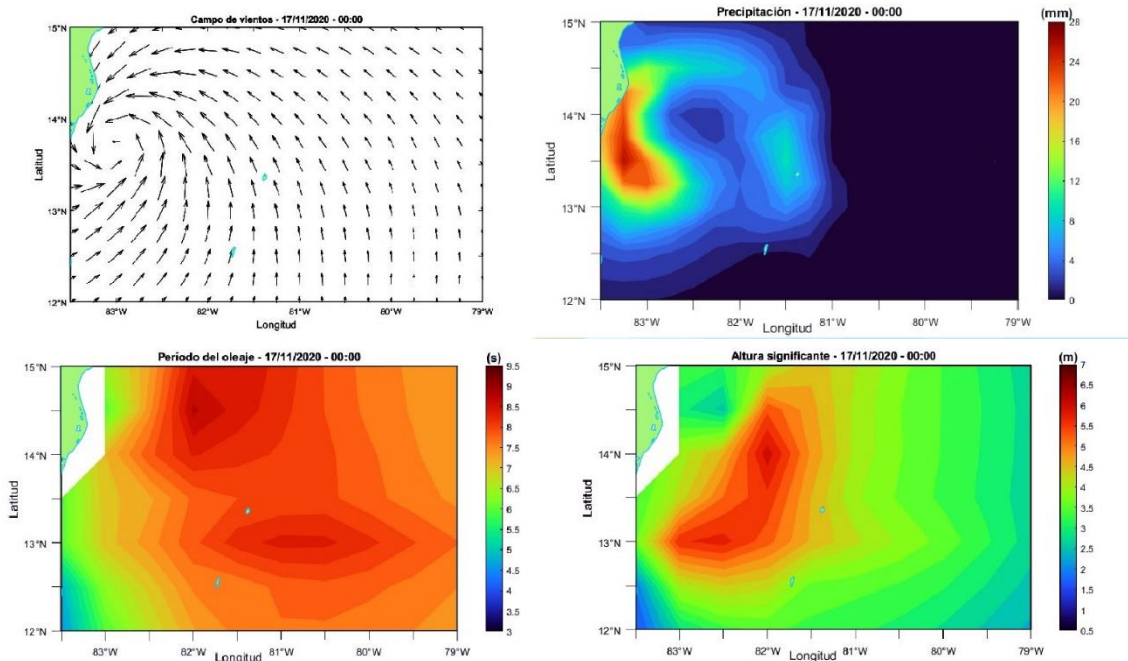 Campo de vientos - 17/11/2020 - 00:00
15°N
14°N
13°N
12°N
Latitud
83°W
82°W
81°W
80°W
79°W
Longitud
Precipitación - 17/11/2020 - 00:00
(mm)
15°N
14°N
13°N
12°N
Latitud
83°W
82°W
81°W
80°W
79°W
Longitud
28
24
20
16
12
8
4
0
Período del oleaje - 17/11/2020 - 00:00
(s)
15°N
14°N
13°N
12°N
Latitud
83°W
82°W
81°W
80°W
79°W
Longitud
9.5
9
8.5
8
7.5
7
6.5
6
5.5
5
4.5
4
3.5
3
Altura significante - 17/11/2020 - 00:00
(m)
15°N
14°N
13°N
12°N
Latitud
83°W
82°W
81°W
80°W
79°W
Longitud
7
6.5
6
5.5
5
4.5
4
3.5
3
2.5
2
1.5
1
0.5